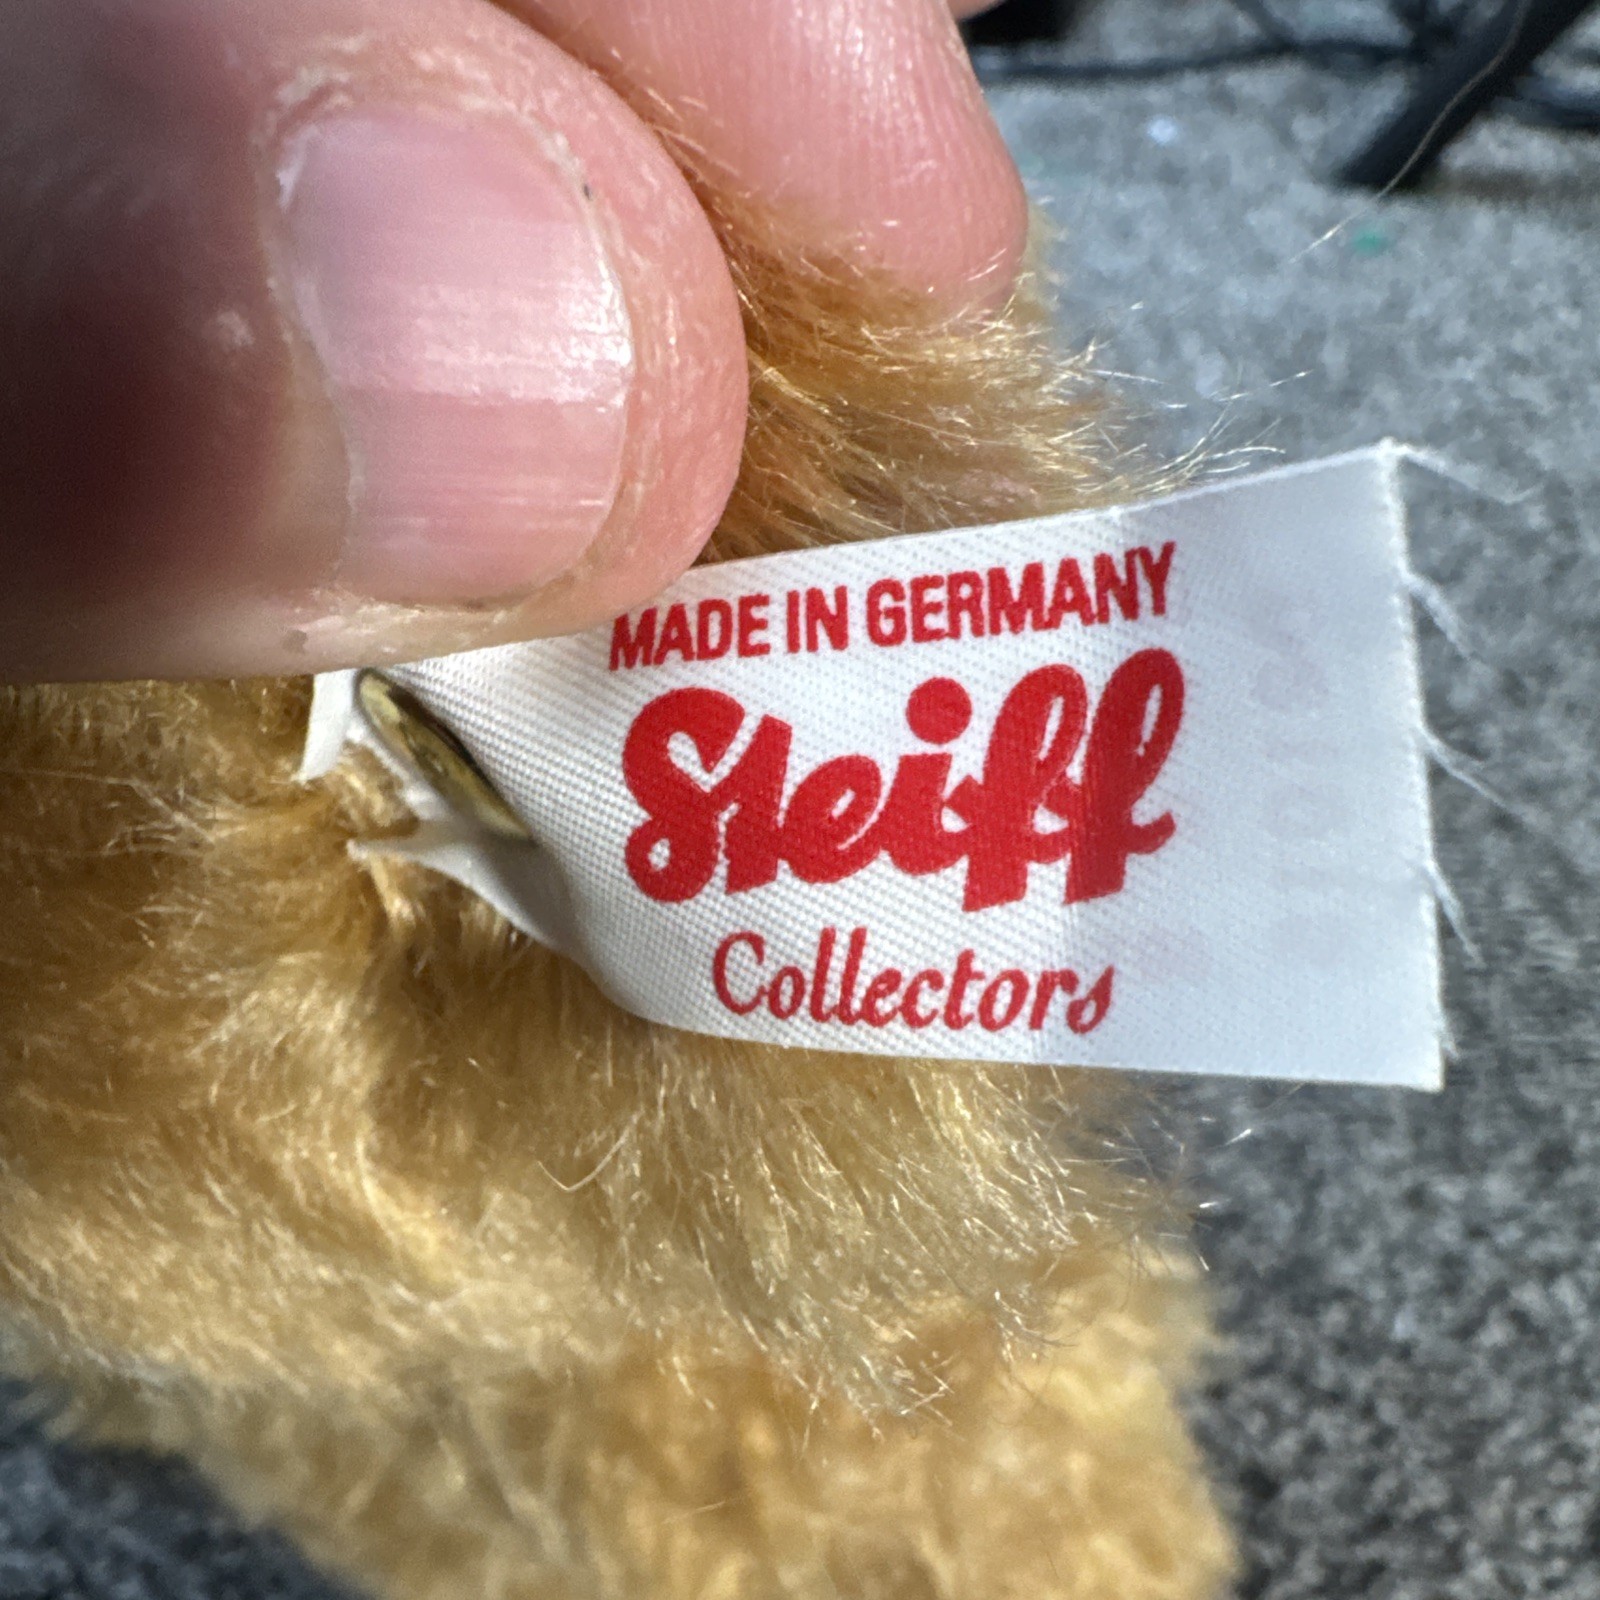 MADE IN GERMANY
Steiff
Collectors